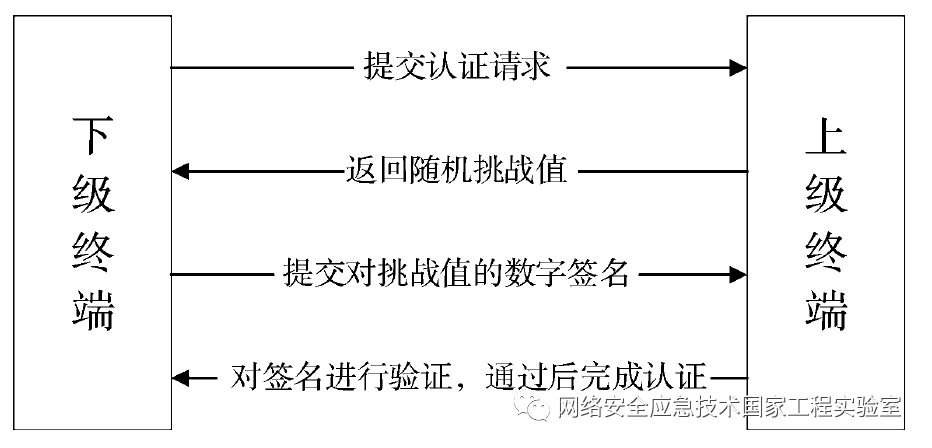 提交认证请求
返回随机挑战值
下级终端
上级终端
提交对挑战值的数字签名
对签名进行验证，通过后完成认证
网络安全应急技术国家工程实验室